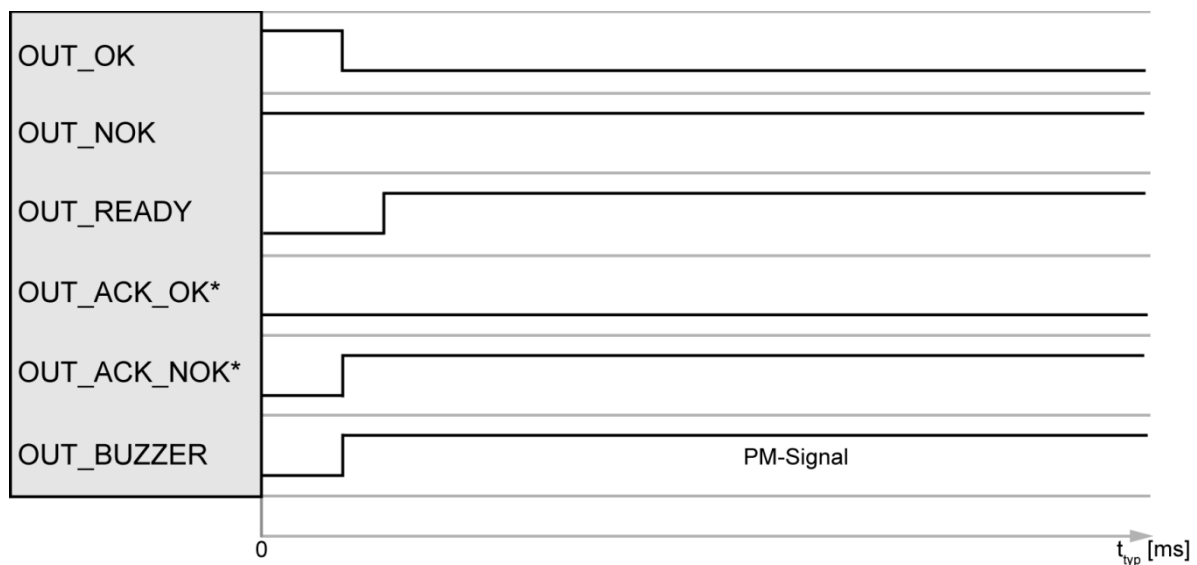 OUT_OK
OUT_NOK
OUT_READY
OUT_ACK_OK*
OUT_ACK_NOK*
OUT_BUZZER
PM-Signal
0
t_typ [ms]